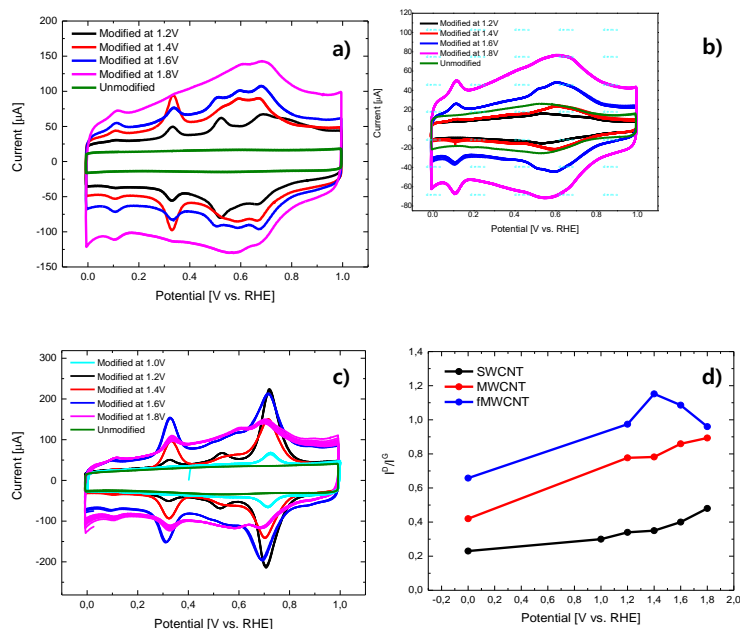 a)
Modified at 1.2V
Modified at 1.4V
Modified at 1.6V
Modified at 1.8V
Unmodified
200
150
100
50
0
-50
-100
-150
Current [µA]
0.0 0.2 0.4 0.6 0.8 1.0
Potential [V vs. RHE]
b)
Modified at 1.2V
Modified at 1.4V
Modified at 1.6V
Modified at 1.8V
Unmodified
120
100
80
60
40
20
0
-20
-40
-60
-80
Current [µA]
0.0 0.2 0.4 0.6 0.8 1.0
Potential [V vs. RHE]
c)
Modified at 1.0V
Modified at 1.2V
Modified at 1.4V
Modified at 1.6V
Modified at 1.8V
Unmodified
300
200
100
0
-100
-200
Current [µA]
0,0 0,2 0,4 0,6 0,8 1,0
Potential [V vs. RHE]
d)
SWCNT
MWCNT
fMWCNT
1,4
1,2
1,0
0,8
0,6
0,4
0,2
0,0
I^D/I^G
-0,2 0,0 0,2 0,4 0,6 0,8 1,0 1,2 1,4 1,6 1,8 2,0
Potential [V vs. RHE]